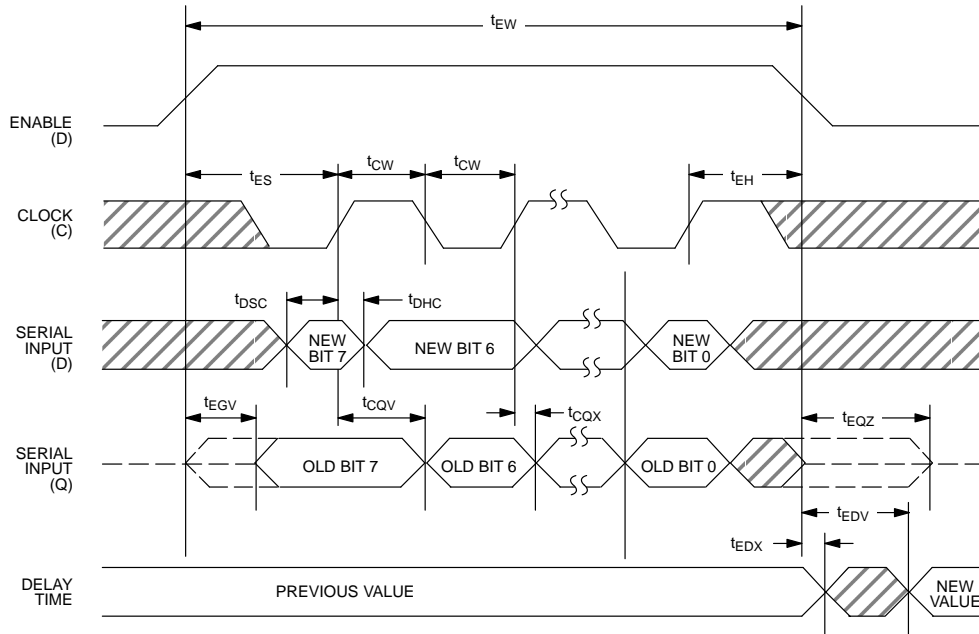 tEW
ENABLE
(D)
tES
tCW
tCW
tEH
CLOCK
(C)
tDSC
tDHC
SERIAL
INPUT
(D)
NEW
BIT 7
NEW BIT 6
NEW
BIT 0
tEGV
tCQV
tCQX
tEQZ
SERIAL
INPUT
(Q)
OLD BIT 7
OLD BIT 6
OLD BIT 0
tEDV
tEDX
DELAY
TIME
PREVIOUS VALUE
NEW
VALUE